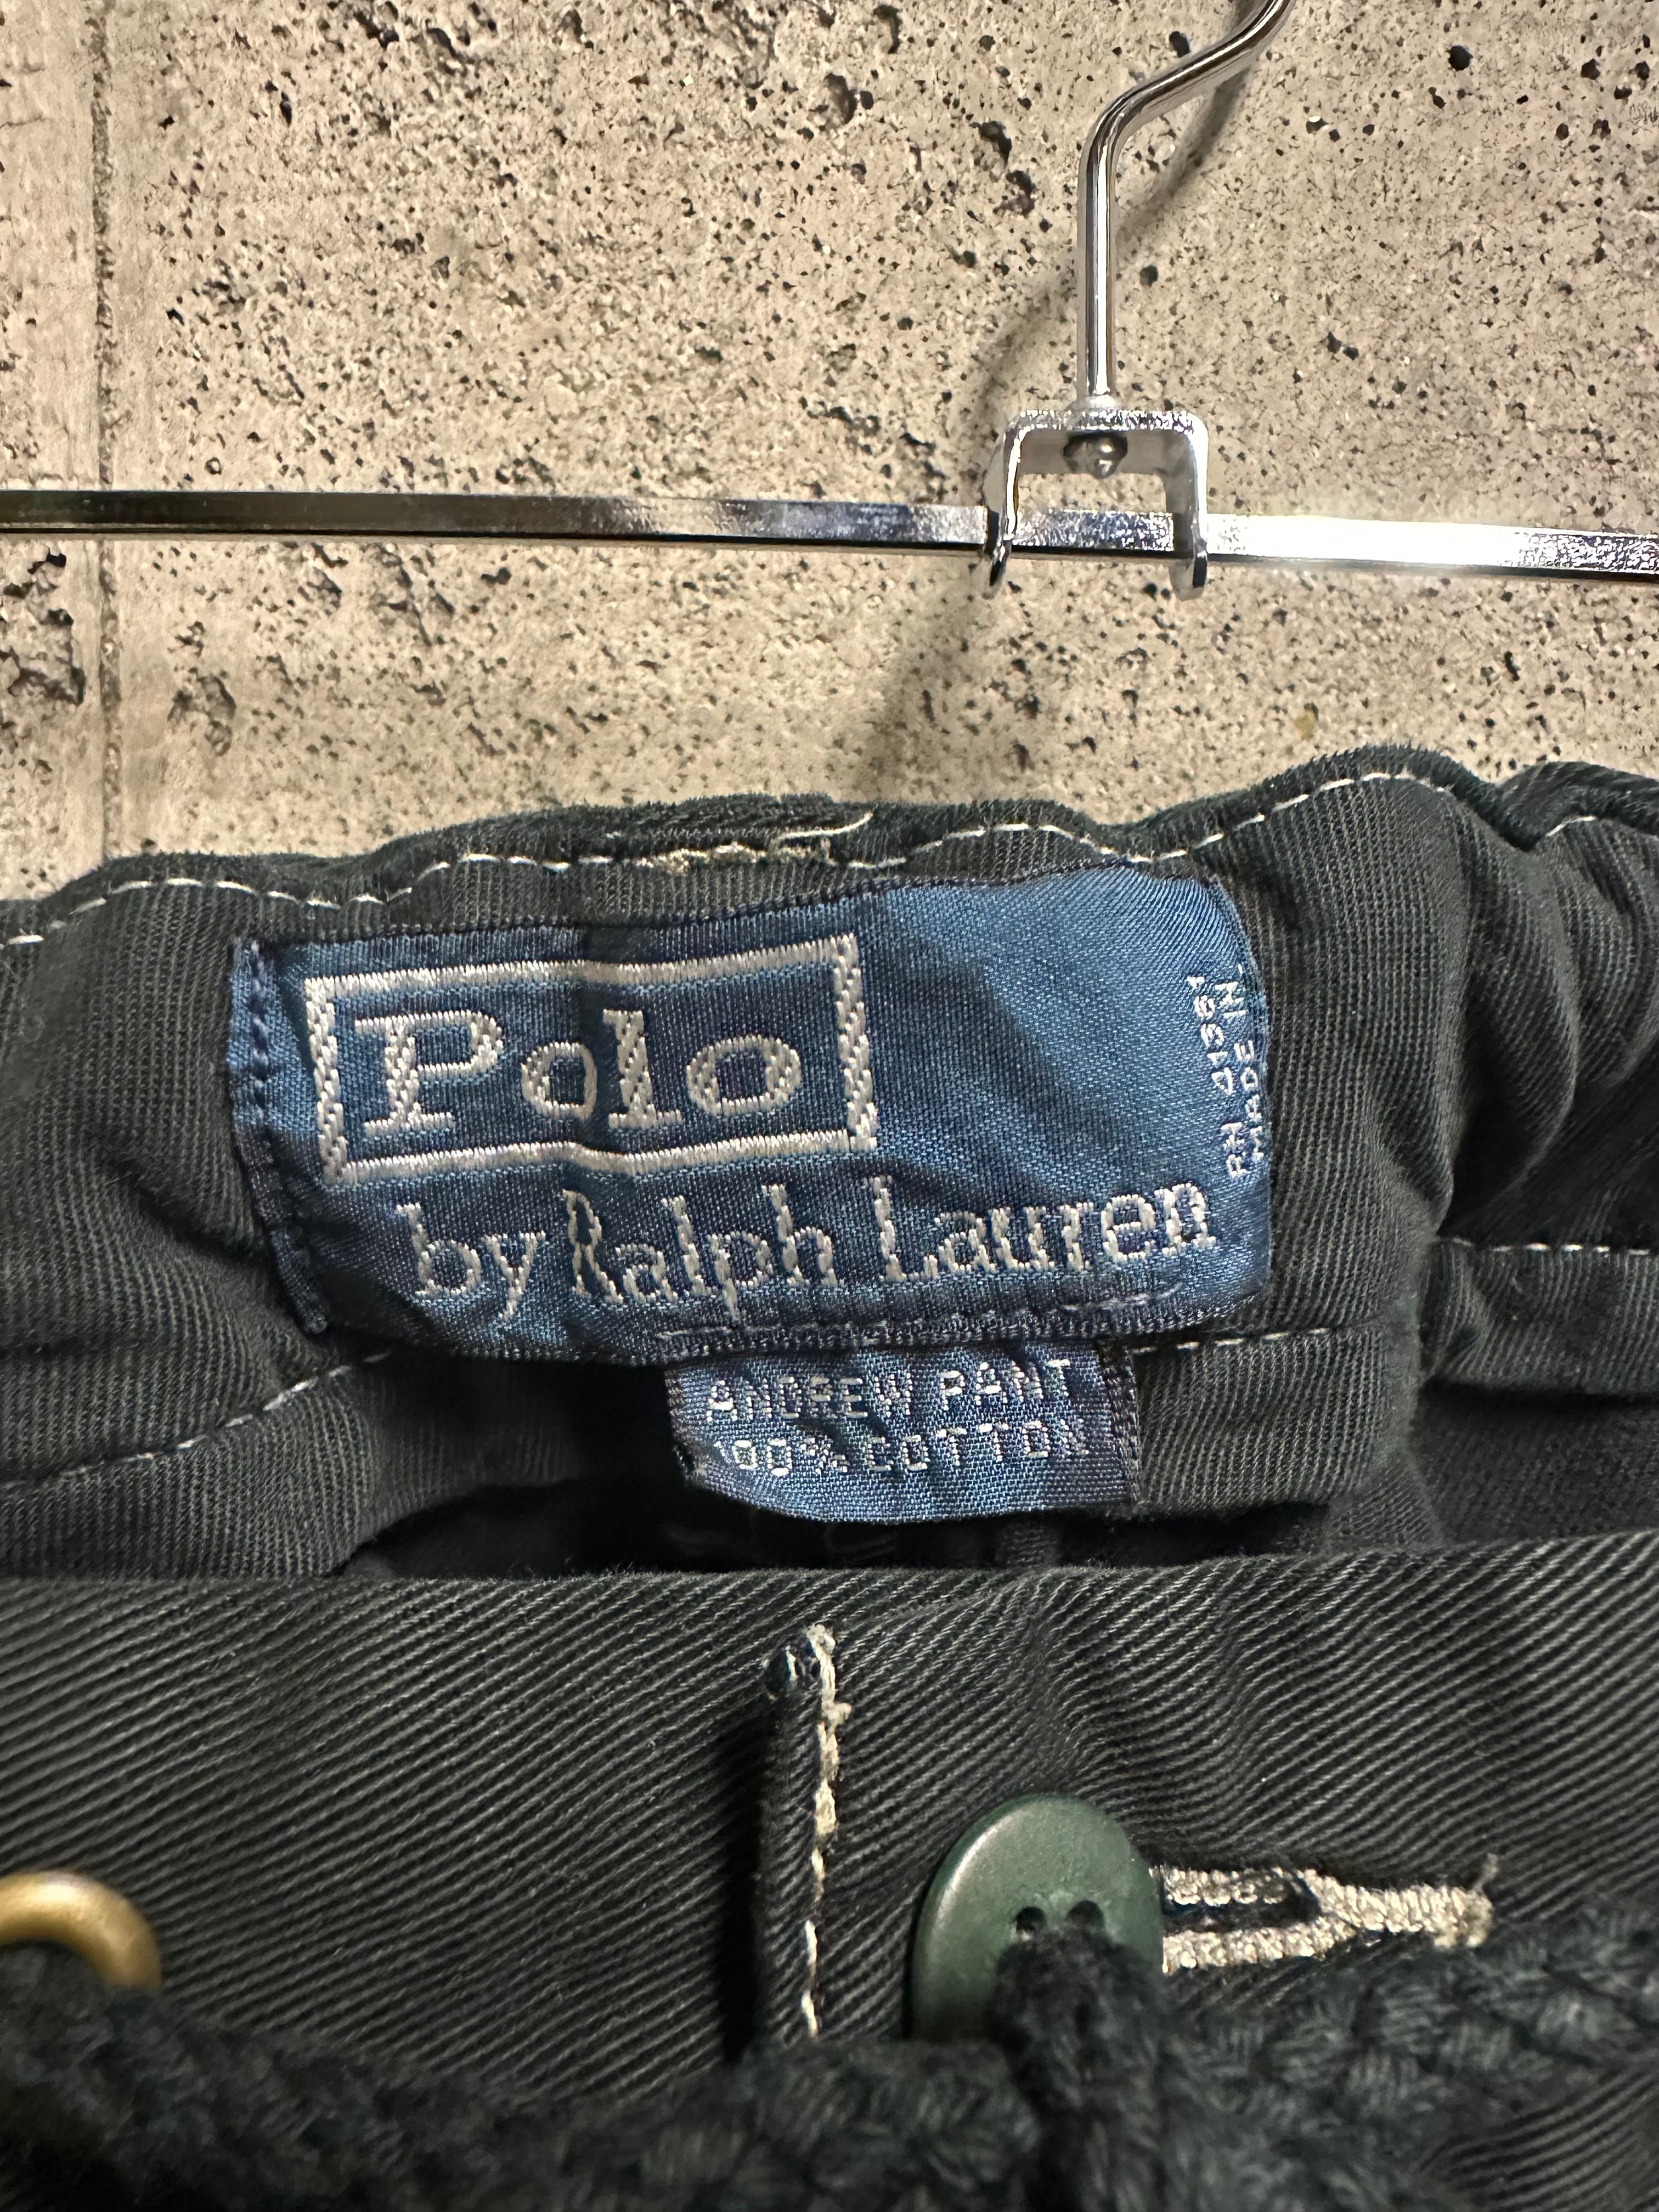 Polo
by Ralph Lauren
RN 41381
MADE IN
ANDREW PANT
100% COTTON